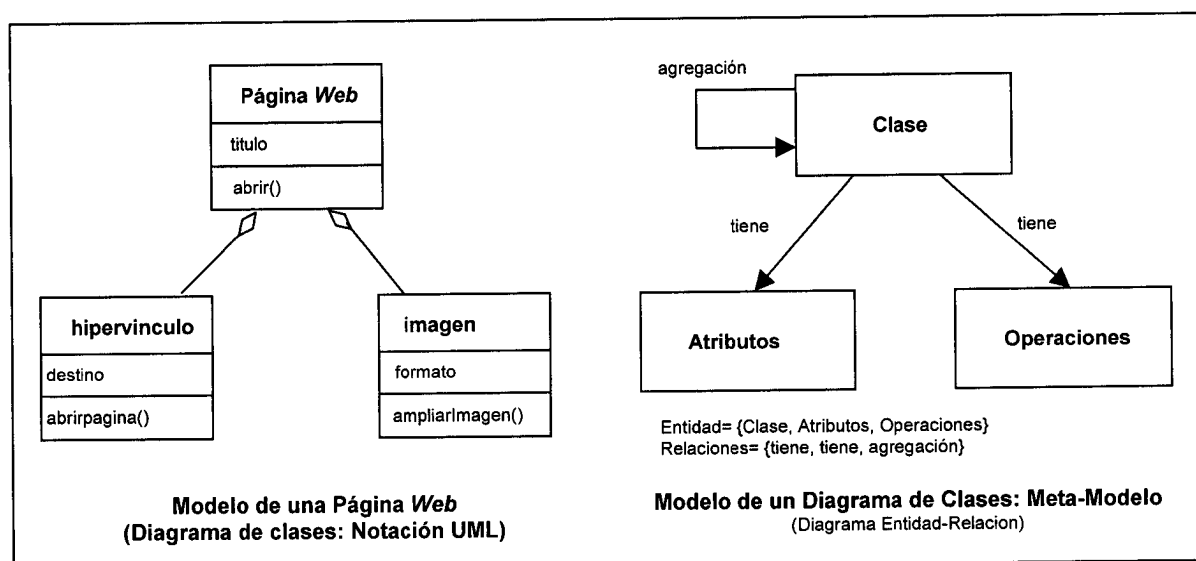 Página Web
titulo
abrir()
hipervinculo
destino
abrirpagina()
imagen
formato
ampliarImagen()
Modelo de una Página Web
(Diagrama de clases: Notación UML)
agregación
Clase
tiene
tiene
Atributos
Operaciones
Entidad= {Clase, Atributos, Operaciones}
Relaciones= {tiene, tiene, agregación}
Modelo de un Diagrama de Clases: Meta-Modelo
(Diagrama Entidad-Relacion)